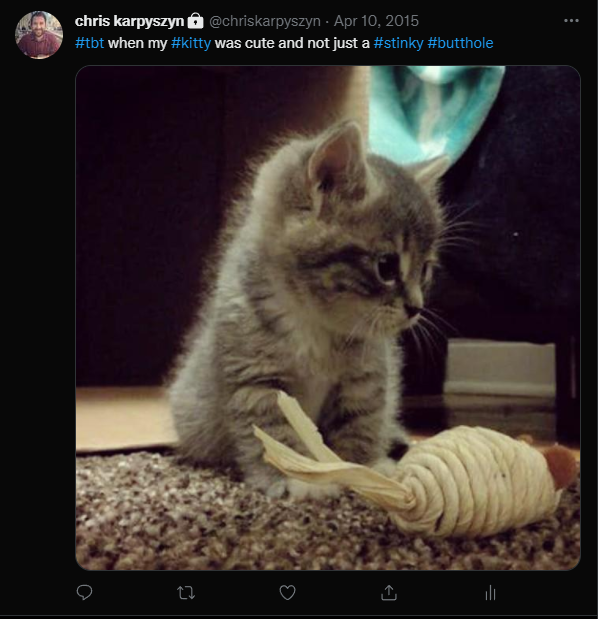 chris karpyszyn @chriskarpyszyn · Apr 10, 2015
#tbt when my #kitty was cute and not just a #stinky #butthole